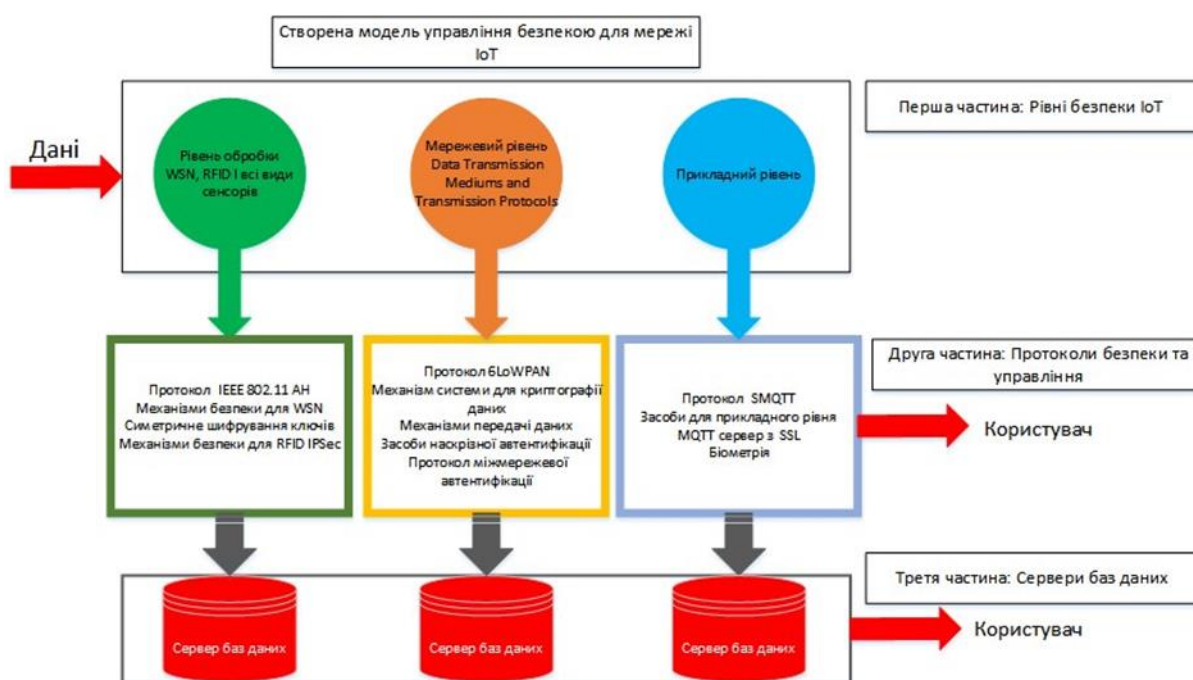 Створена модель управління безпекою для мережі
IoT
Перша частина: Рівні безпеки IoT
Дані
Рівень обробки
WSN, RFID І всі види
сенсорів
Мережевий рівень
Data Transmission
Mediums and
Transmission Protocols
Прикладний рівень
Друга частина: Протоколи безпеки та
управління
Протокол IEEE 802.11 AH
Механізми безпеки для WSN
Симетричне шифрування ключів
Механізми безпеки для RFID IPSec
Протокол 6LoWPAN
Механізм системи для криптографії
даних
Механізми передачі даних
Засоби наскрізної автентифікації
Протокол міжмережевої
автентифікації
Протокол SMQTT
Засоби для прикладного рівня
MQTT сервер з SSL
Біометрія
Користувач
Третя частина: Сервери баз даних
Сервер баз даних
Сервер баз даних
Сервер баз даних
Користувач